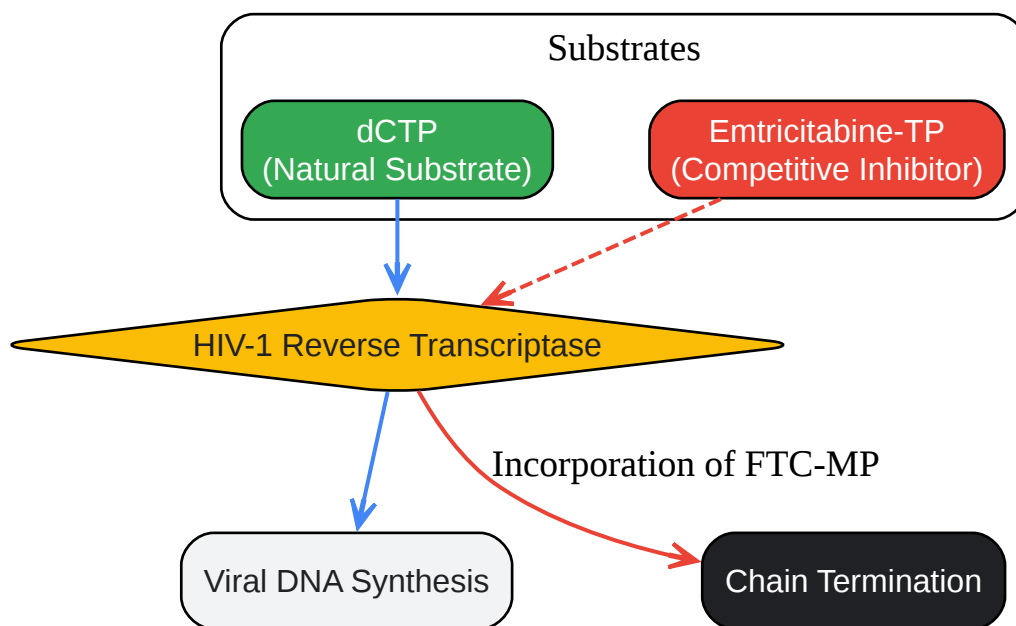 Substrates
dCTP
(Natural Substrate)
Emtricitabine-TP
(Competitive Inhibitor)
HIV-1 Reverse Transcriptase
Incorporation of FTC-MP
Viral DNA Synthesis
Chain Termination